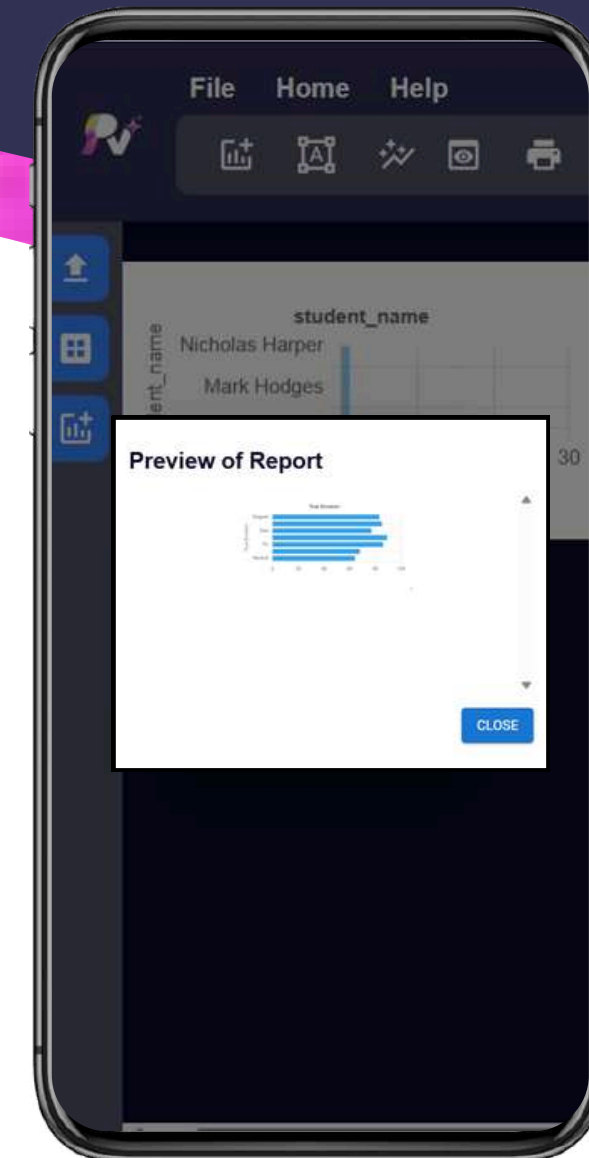 File Home Help
student_name
ent_name
Nicholas Harper
Mark Hodges
30
Preview of Report
CLOSE